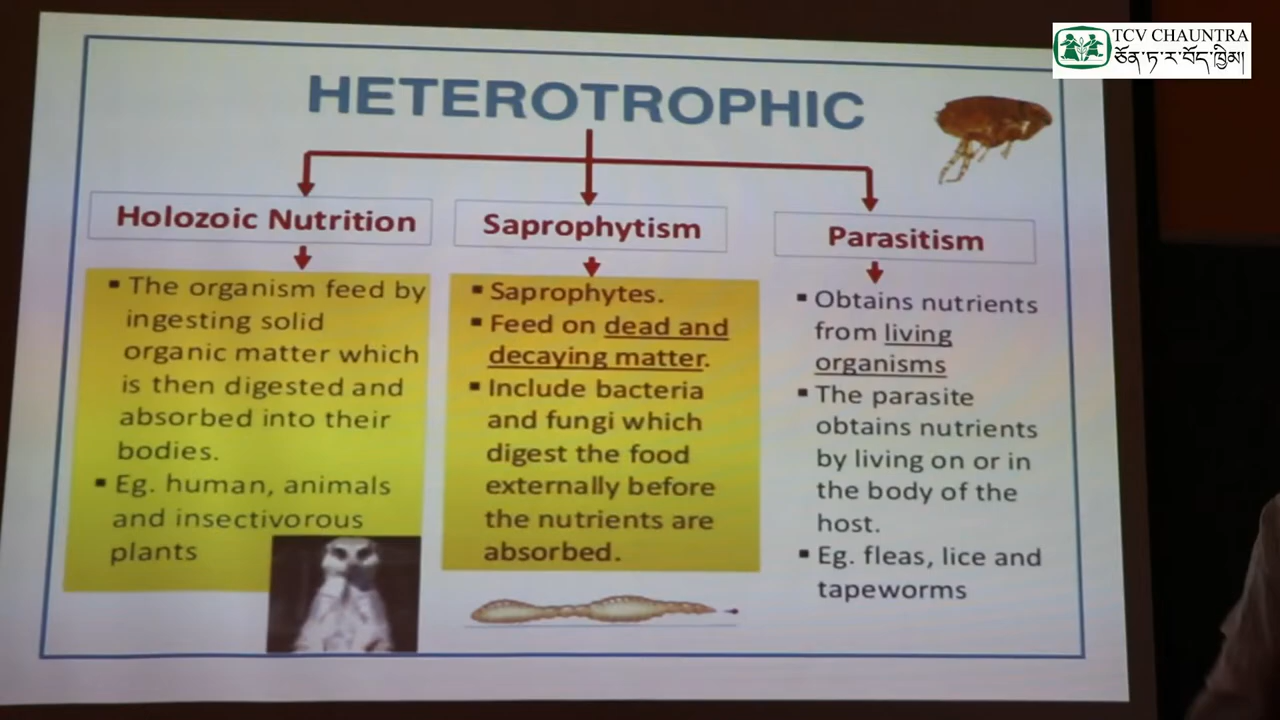 TCV CHAUNTRA
ཅོན་ཏ་ར་བོད་ཁྱིམ།
HETEROTROPHIC
Holozoic Nutrition
▪ The organism feed by
ingesting solid
organic matter which
is then digested and
absorbed into their
bodies.
▪ Eg. human, animals
and insectivorous
plants
Saprophytism
▪ Saprophytes.
▪ Feed on dead and
decaying matter.
▪ Include bacteria
and fungi which
digest the food
externally before
the nutrients are
absorbed.
Parasitism
▪ Obtains nutrients
from living
organisms
▪ The parasite
obtains nutrients
by living on or in
the body of the
host.
▪ Eg. fleas, lice and
tapeworms